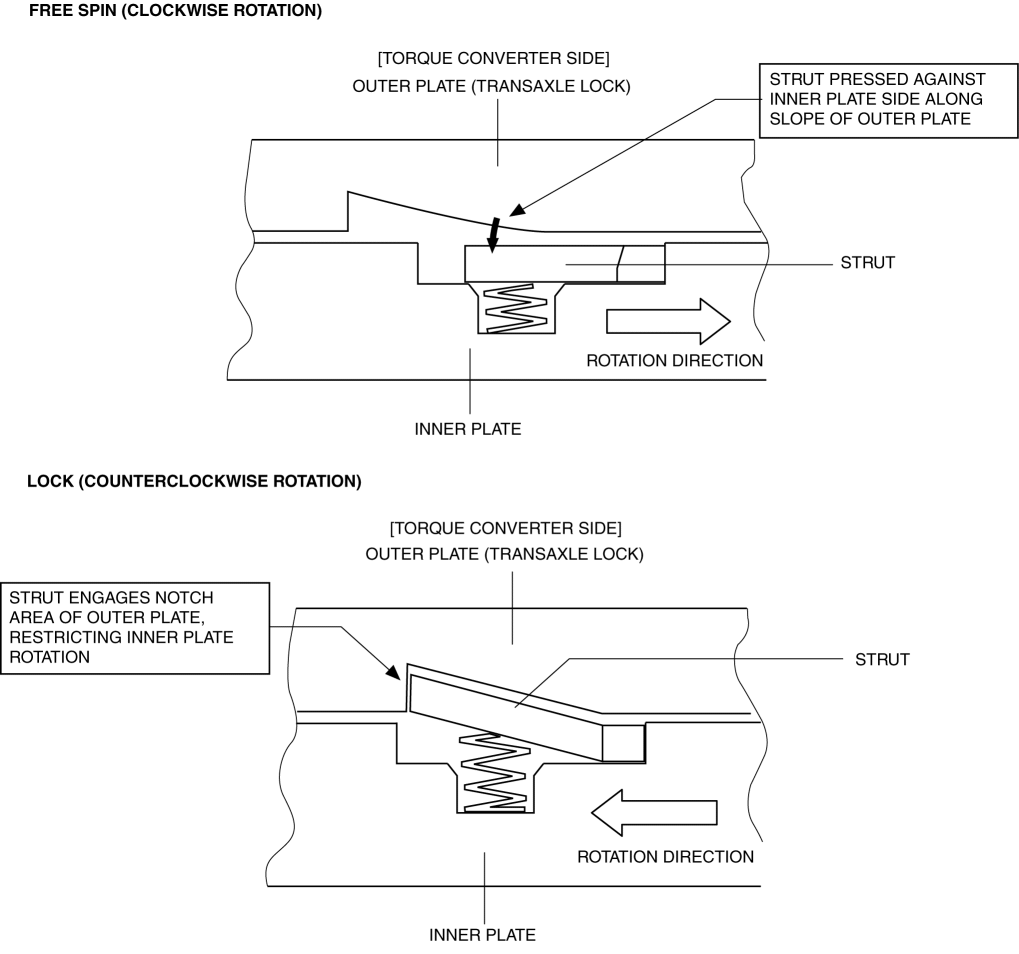 FREE SPIN (CLOCKWISE ROTATION)
[TORQUE CONVERTER SIDE]
OUTER PLATE (TRANSAXLE LOCK)
STRUT PRESSED AGAINST
INNER PLATE SIDE ALONG
SLOPE OF OUTER PLATE
STRUT
ROTATION DIRECTION
INNER PLATE
LOCK (COUNTERCLOCKWISE ROTATION)
[TORQUE CONVERTER SIDE]
OUTER PLATE (TRANSAXLE LOCK)
STRUT ENGAGES NOTCH
AREA OF OUTER PLATE,
RESTRICTING INNER PLATE
ROTATION
STRUT
ROTATION DIRECTION
INNER PLATE